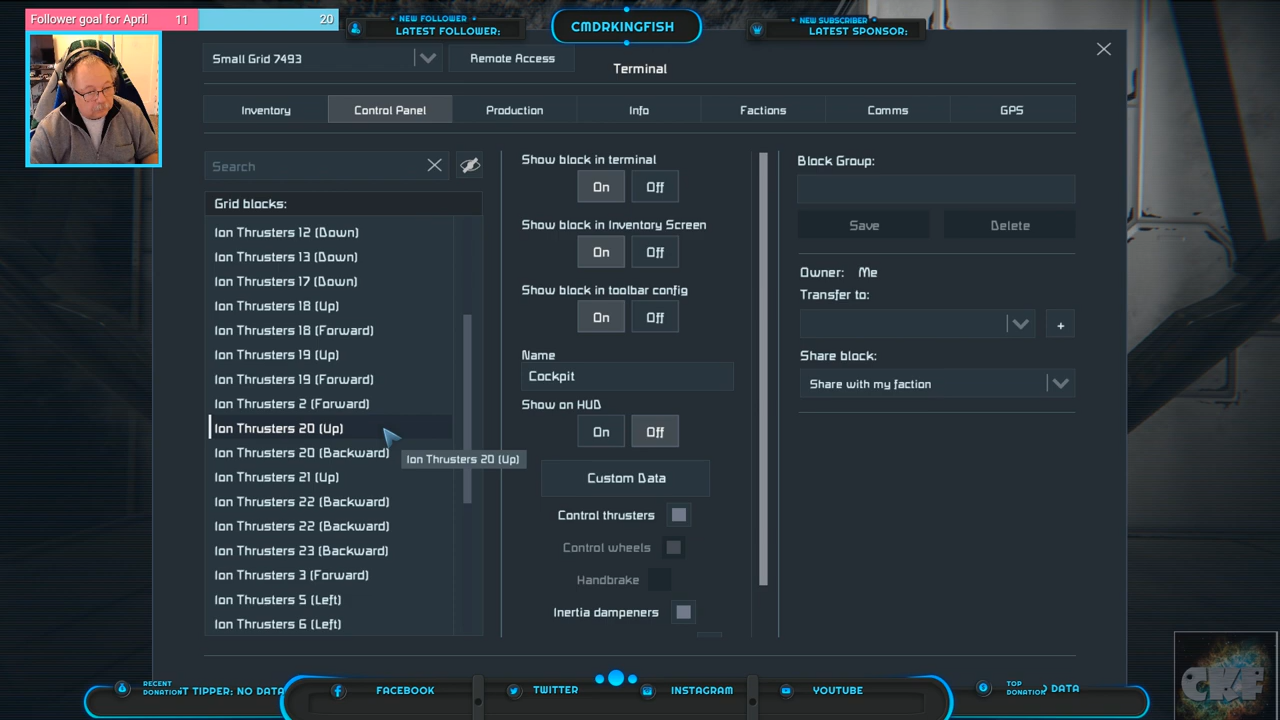 Follower goal for April
11
20
NEW FOLLOWER
LATEST FOLLOWER:
CMDRKINGFISH
NEW SUBSCRIBER
LATEST SPONSOR:
Small Grid 7493
Remote Access
Terminal
Inventory
Control Panel
Production
Info
Factions
Comms
GPS
Search
Grid blocks:
Ion Thrusters 12 (Down)
Ion Thrusters 13 (Down)
Ion Thrusters 17 (Down)
Ion Thrusters 18 (Up)
Ion Thrusters 18 (Forward)
Ion Thrusters 19 (Up)
Ion Thrusters 19 (Forward)
Ion Thrusters 2 (Forward)
Ion Thrusters 20 (Up)
Ion Thrusters 20 (Backward)
Ion Thrusters 21 (Up)
Ion Thrusters 22 (Backward)
Ion Thrusters 22 (Backward)
Ion Thrusters 23 (Backward)
Ion Thrusters 3 (Forward)
Ion Thrusters 5 (Left)
Ion Thrusters 6 (Left)
Ion Thrusters 20 (Up)
Show block in terminal
On
Off
Show block in Inventory Screen
On
Off
Show block in toolbar config
On
Off
Name
Cockpit
Show on HUD
On
Off
Custom Data
Control thrusters
Control wheels
Handbrake
Inertia dampeners
Block Group:
Save
Delete
Owner: Me
Transfer to:
+
Share block:
Share with my faction
RECENT
DONATION
T TIPPER: NO DATA
FACEBOOK
TWITTER
INSTAGRAM
YOUTUBE
TOP
DONATION
DATA
CKF